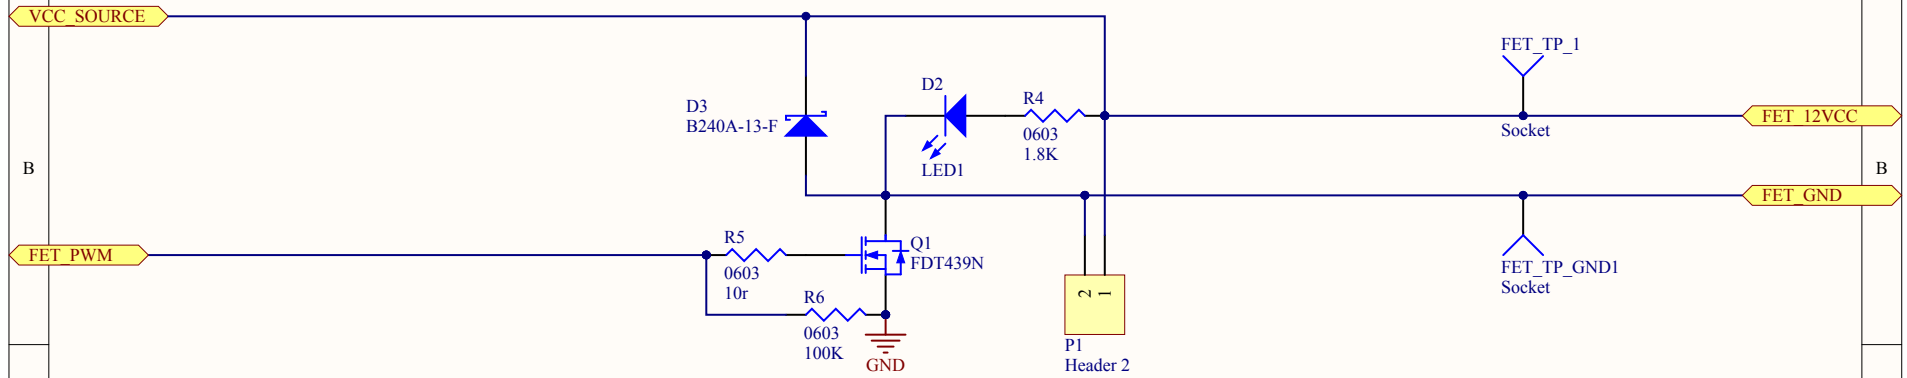 VCC_SOURCE
FET_TP_1
D2
D3
R4
B240A-13-F
FET_12VCC
0603
Socket
1.8K
B
LED1
B
FET_GND
R5
Q1
FET_PWM
FDT439N
0603
FET_TP_GND1
10r
R6
2
1
Socket
0603
100K
P1
GND
Header 2